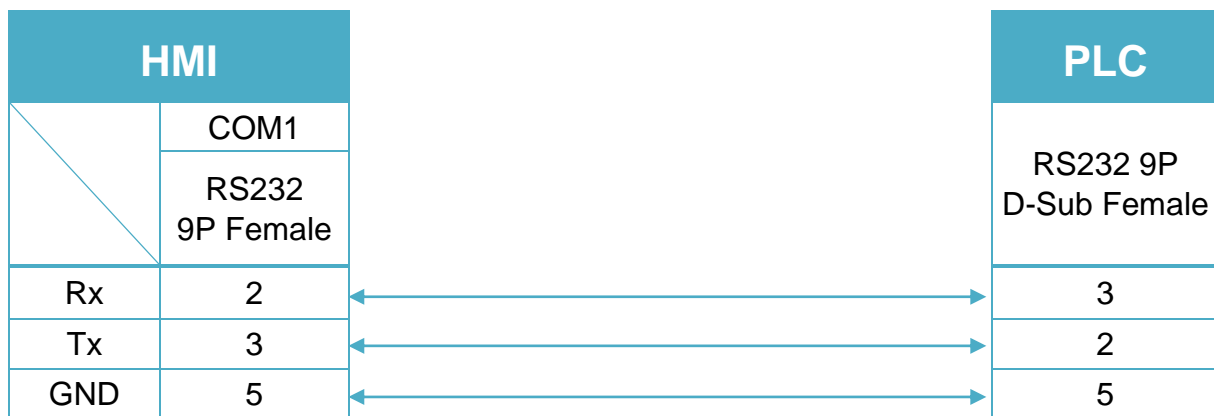 HMI
PLC
COM1
RS232
9P Female
RS232 9P
D-Sub Female
Rx 2 3
Tx 3 2
GND 5 5